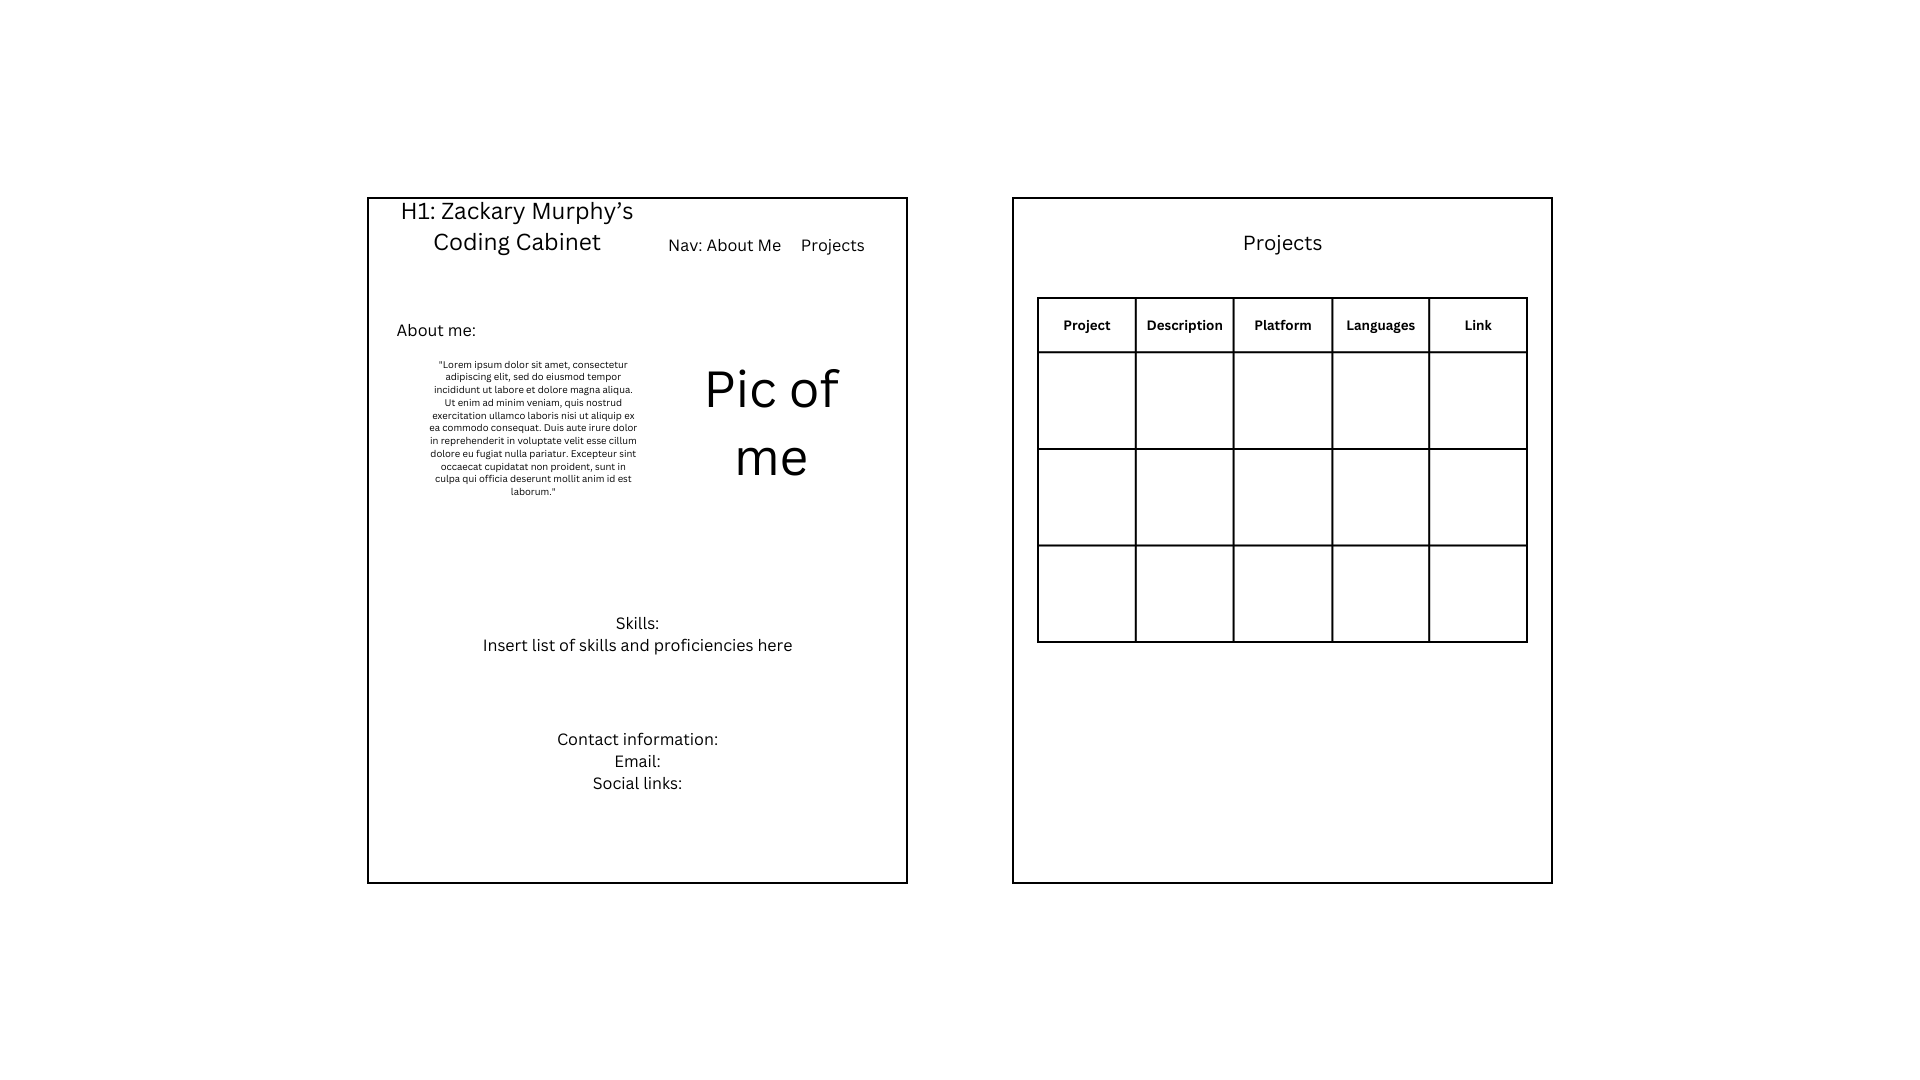 H1: Zackary Murphy’s
Coding Cabinet
Nav: About Me Projects
About me:
"Lorem ipsum dolor sit amet, consectetur
adipiscing elit, sed do eiusmod tempor
incididunt ut labore et dolore magna aliqua.
Ut enim ad minim veniam, quis nostrud
exercitation ullamco laboris nisi ut aliquip ex
ea commodo consequat. Duis aute irure dolor
in reprehenderit in voluptate velit esse cillum
dolore eu fugiat nulla pariatur. Excepteur sint
occaecat cupidatat non proident, sunt in
culpa qui officia deserunt mollit anim id est
laborum."
Pic of
me
Skills:
Insert list of skills and proficiencies here
Contact information:
Email:
Social links:
Projects
Project Description Platform Languages Link